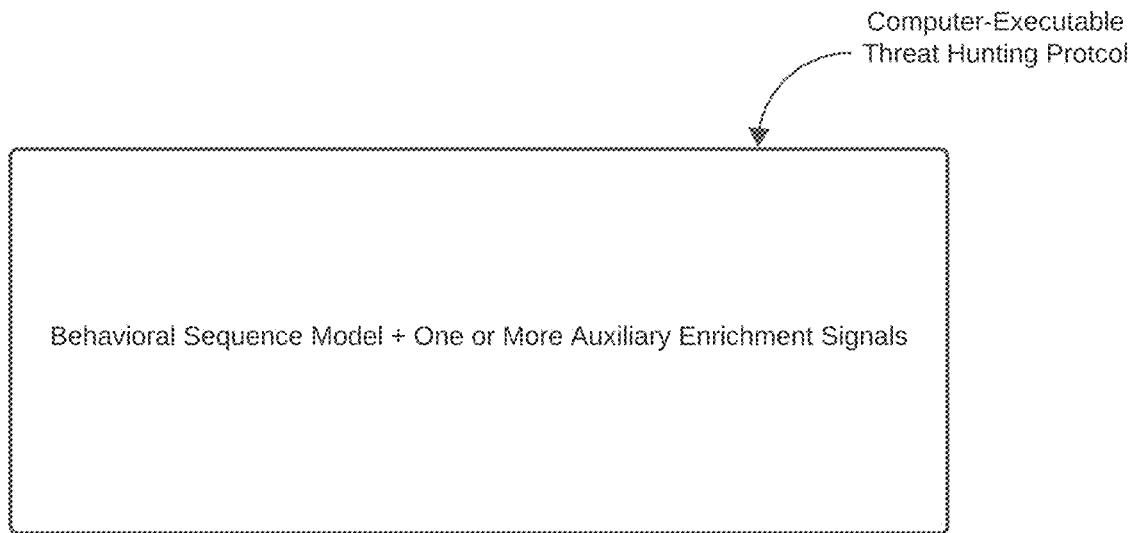 Computer-Executable
Threat Hunting Protcol
Behavioral Sequence Model + One or More Auxiliary Enrichment Signals